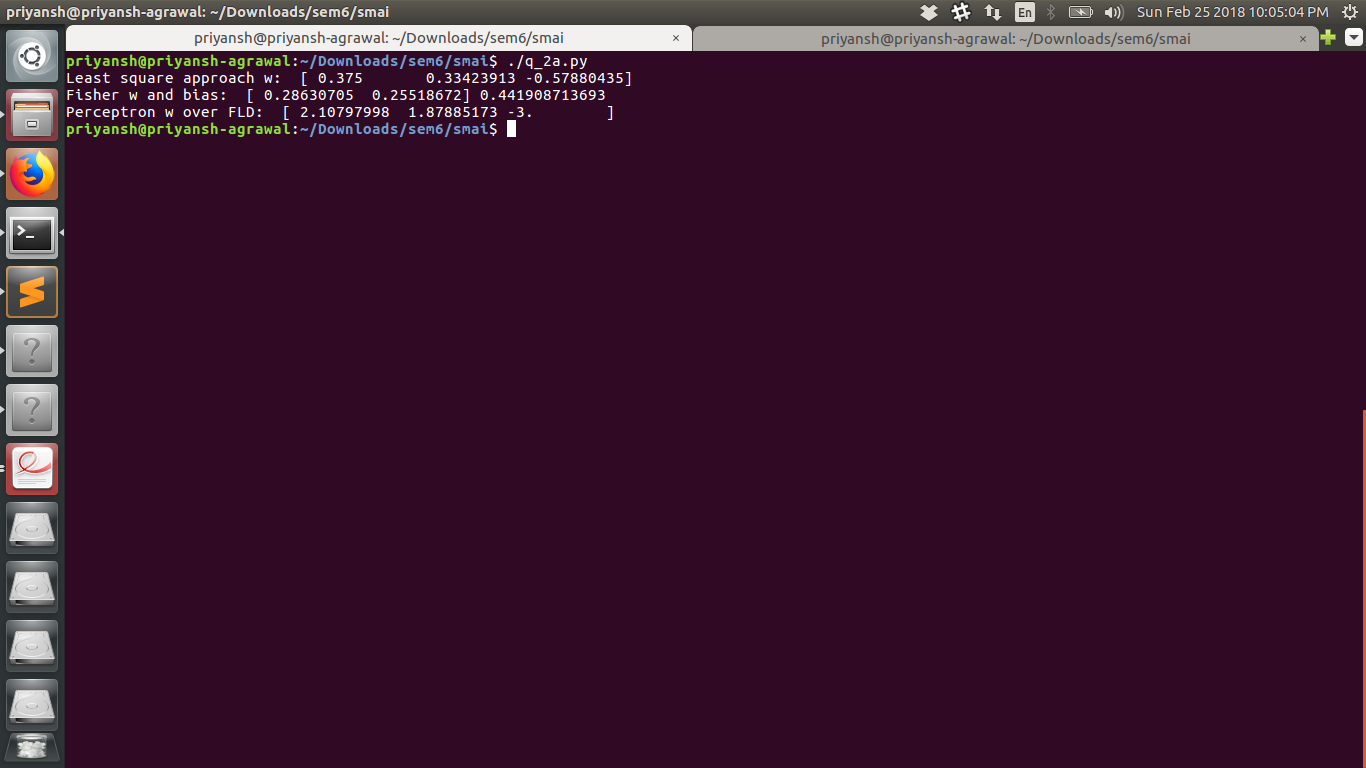 priyansh@priyansh-agrawal: ~/Downloads/sem6/smai
En
Sun Feb 25 2018 10:05:04 PM
priyansh@priyansh-agrawal: ~/Downloads/sem6/smai ×
priyansh@priyansh-agrawal: ~/Downloads/sem6/smai ×
priyansh@priyansh-agrawal:~/Downloads/sem6/smai$ ./q_2a.py
Least square approach w:  [ 0.375       0.33423913 -0.57880435]
Fisher w and bias:  [ 0.28630705  0.25518672] 0.441908713693
Perceptron w over FLD:  [ 2.10797998  1.87885173 -3.        ]
priyansh@priyansh-agrawal:~/Downloads/sem6/smai$